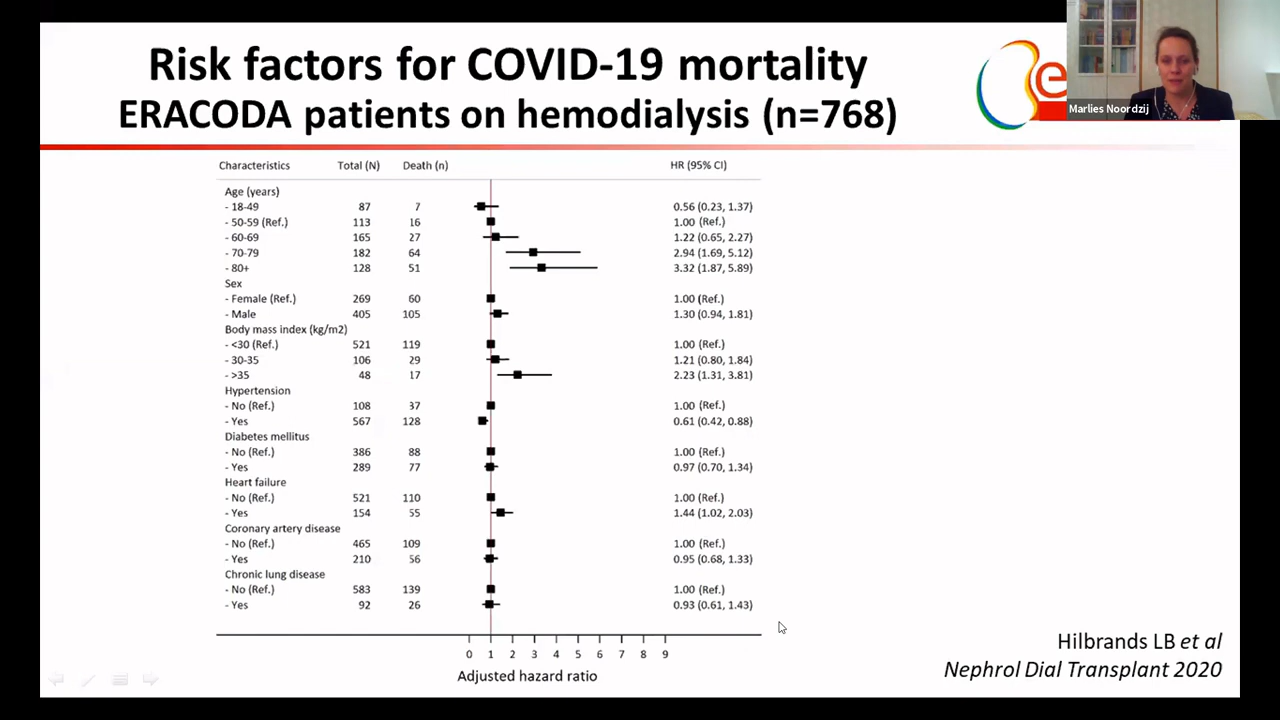 Risk factors for COVID-19 mortality
ERACODA patients on hemodialysis (n=768)
e
Marlies Noordzij
Characteristics Total (N) Death (n) HR (95% CI)
Age (years)
- 18-49 87 7 0.56 (0.23, 1.37)
- 50-59 (Ref.) 113 16 1.00 (Ref.)
- 60-69 165 27 1.22 (0.65, 2.27)
- 70-79 182 64 2.94 (1.69, 5.12)
- 80+ 128 51 3.32 (1.87, 5.89)
Sex
- Female (Ref.) 269 60 1.00 (Ref.)
- Male 405 105 1.30 (0.94, 1.81)
Body mass index (kg/m2)
- <30 (Ref.) 521 119 1.00 (Ref.)
- 30-35 106 29 1.21 (0.80, 1.84)
- >35 48 17 2.23 (1.31, 3.81)
Hypertension
- No (Ref.) 108 37 1.00 (Ref.)
- Yes 567 128 0.61 (0.42, 0.88)
Diabetes mellitus
- No (Ref.) 386 88 1.00 (Ref.)
- Yes 289 77 0.97 (0.70, 1.34)
Heart failure
- No (Ref.) 521 110 1.00 (Ref.)
- Yes 154 55 1.44 (1.02, 2.03)
Coronary artery disease
- No (Ref.) 465 109 1.00 (Ref.)
- Yes 210 56 0.95 (0.68, 1.33)
Chronic lung disease
- No (Ref.) 583 139 1.00 (Ref.)
- Yes 92 26 0.93 (0.61, 1.43)
0 1 2 3 4 5 6 7 8 9
Adjusted hazard ratio
Hilbrands LB et al
Nephrol Dial Transplant 2020